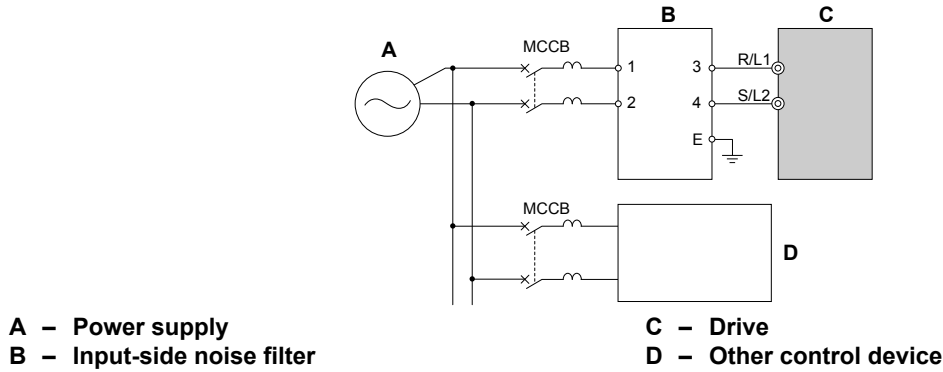 B C
A MCCB
1 3 R/L1
2 4 S/L2
E
MCCB
D
A – Power supply
B – Input-side noise filter
C – Drive
D – Other control device